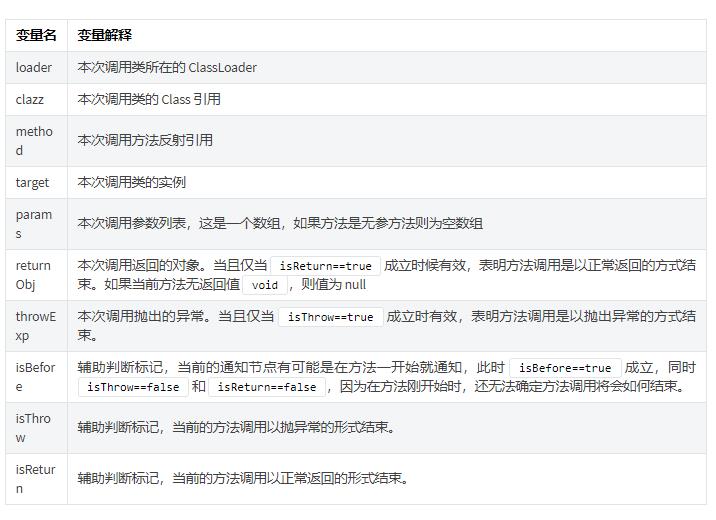 变量名 变量解释
loader 本次调用类所在的 ClassLoader
clazz 本次调用类的 Class 引用
metho
d 本次调用方法反射引用
target 本次调用类的实例
param
s 本次调用参数列表，这是一个数组，如果方法是无参方法则为空数组
return 本次调用返回的对象。当且仅当 isReturn==true 成立时候有效，表明方法调用是以正常返回的方式结
Obj 束。如果当前方法无返回值 void ，则值为 null
throwE 本次调用抛出的异常。当且仅当 isThrow==true 成立时有效，表明方法调用是以抛出异常的方式结
xp 束。
isBefor 辅助判断标记，当前的通知节点有可能是在方法一开始就通知，此时 isBefore==true 成立，同时
e isThrow==false 和 isReturn==false ，因为在方法刚开始时，还无法确定方法调用将会如何结束。
isThro
w 辅助判断标记，当前的方法调用以抛异常的形式结束。
isRetur
n 辅助判断标记，当前的方法调用以正常返回的形式结束。